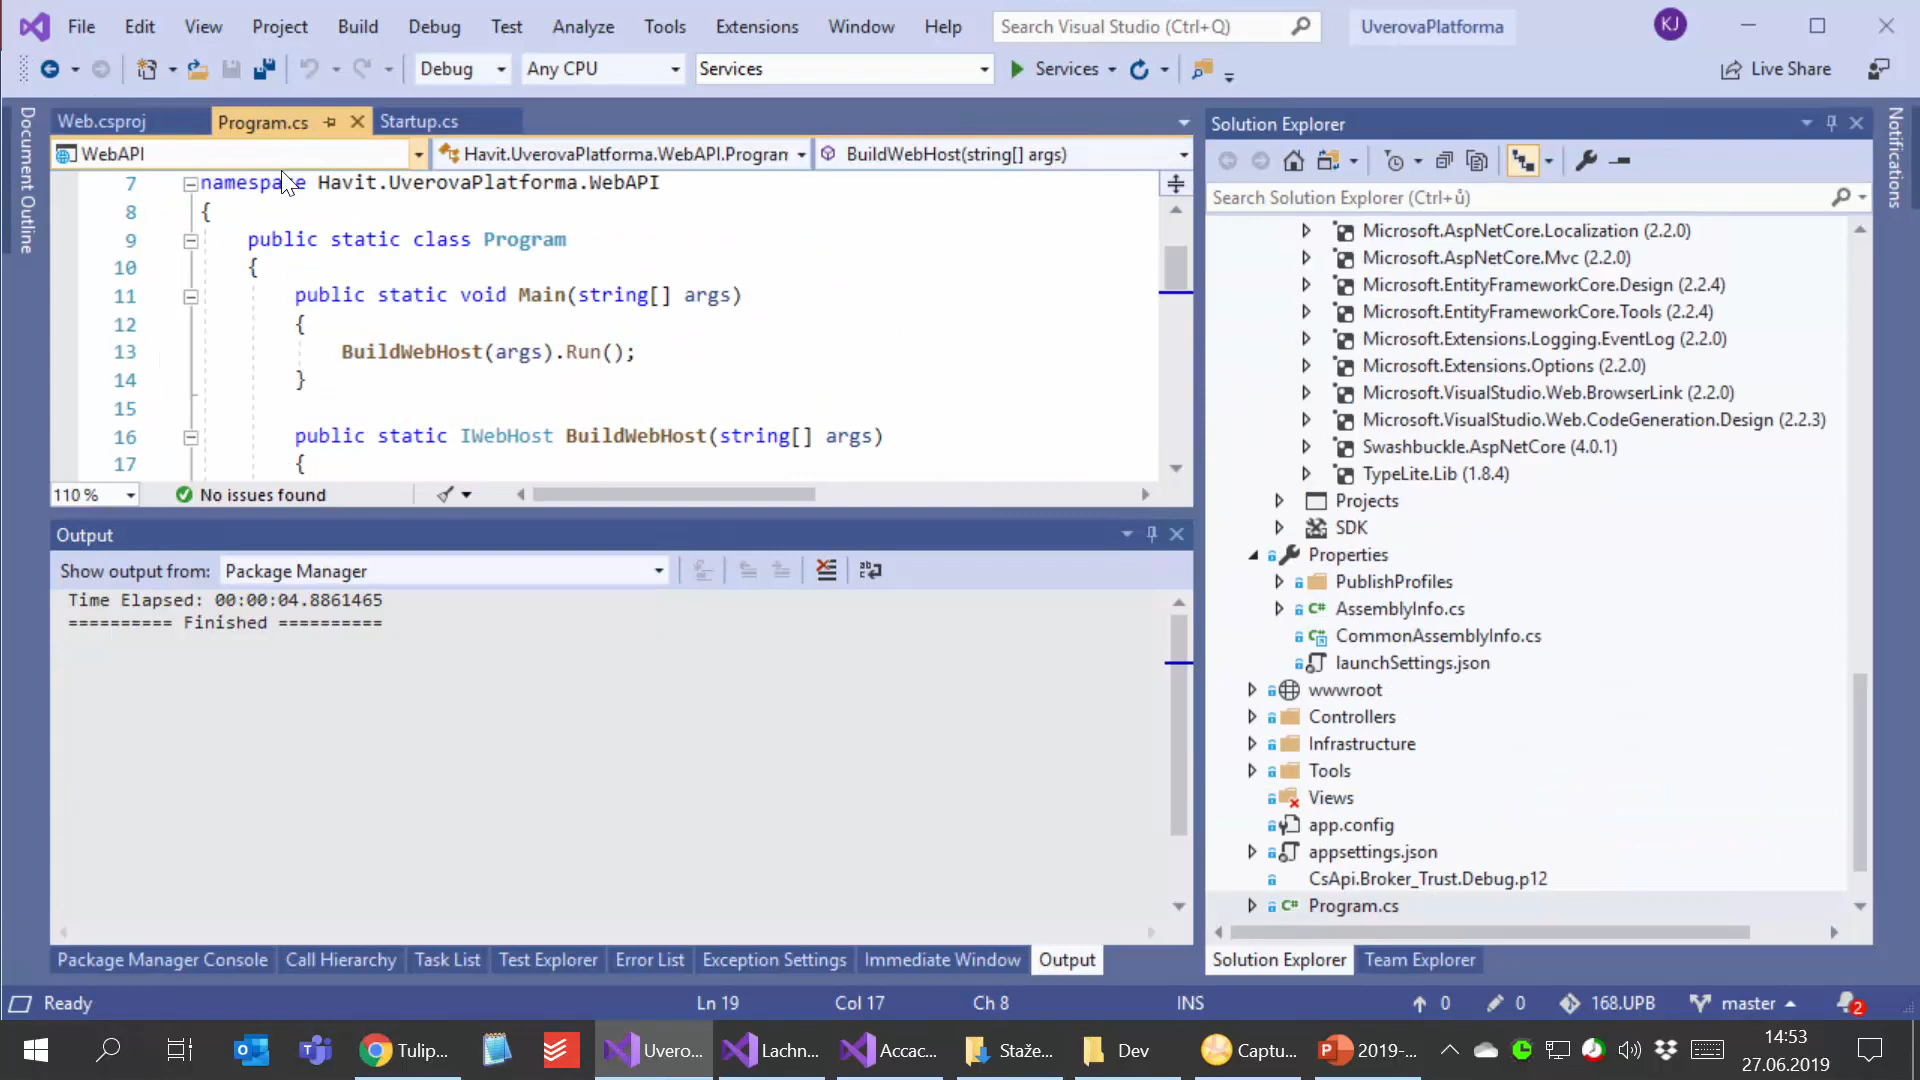 File Edit View Project Build Debug Test Analyze Tools Extensions Window Help Search Visual Studio (Ctrl+Q) UverovaPlatforma KJ
Debug Any CPU Services Services Live Share
Document Outline
Web.csproj Program.cs Startup.cs
WebAPI Havit.UverovaPlatforma.WebAPI.Program BuildWebHost(string[] args)
7 namespace Havit.UverovaPlatforma.WebAPI
8 {
9 public static class Program
10 {
11 public static void Main(string[] args)
12 {
13 BuildWebHost(args).Run();
14 }
15
16 public static IWebHost BuildWebHost(string[] args)
17 {
110 % No issues found
Output
Show output from: Package Manager
Time Elapsed: 00:00:04.8861465
========== Finished ==========
Package Manager Console Call Hierarchy Task List Test Explorer Error List Exception Settings Immediate Window Output
Solution Explorer
Search Solution Explorer (Ctrl+ů)
Microsoft.AspNetCore.Localization (2.2.0)
Microsoft.AspNetCore.Mvc (2.2.0)
Microsoft.EntityFrameworkCore.Design (2.2.4)
Microsoft.EntityFrameworkCore.Tools (2.2.4)
Microsoft.Extensions.Logging.EventLog (2.2.0)
Microsoft.Extensions.Options (2.2.0)
Microsoft.VisualStudio.Web.BrowserLink (2.2.0)
Microsoft.VisualStudio.Web.CodeGeneration.Design (2.2.3)
Swashbuckle.AspNetCore (4.0.1)
TypeLite.Lib (1.8.4)
Projects
SDK
Properties
PublishProfiles
C# AssemblyInfo.cs
C# CommonAssemblyInfo.cs
launchSettings.json
wwwroot
Controllers
Infrastructure
Tools
Views
app.config
appsettings.json
CsApi.Broker_Trust.Debug.p12
C# Program.cs
Solution Explorer Team Explorer
Notifications
Ready Ln 19 Col 17 Ch 8 INS 0 0 168.UPB master 2
Tulip... Uvero... Lachn... Accac... Staže... Dev Captu... 2019-...
14:53
27.06.2019